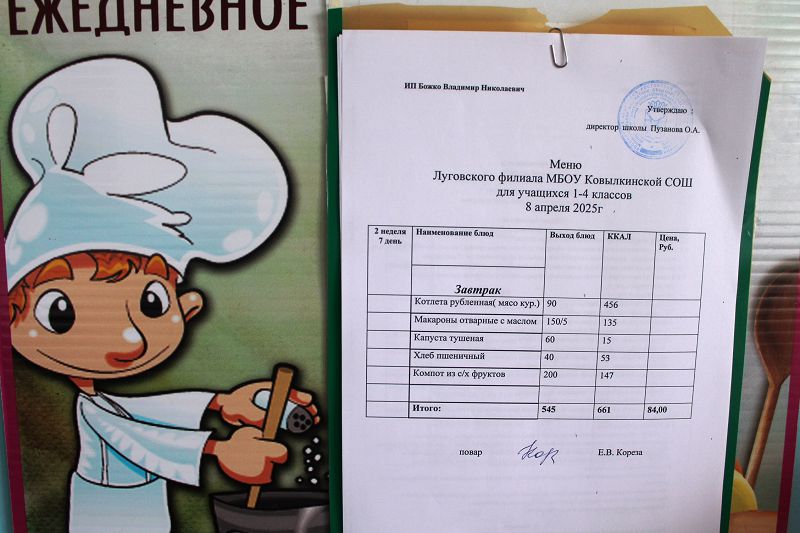 ЕЖЕДНЕВНОЕ
ИП Божко Владимир Николаевич
Утверждаю :
директор школы Пузанова О.А.
Меню
Луговского филиала МБОУ Ковылкинской СОШ
для учащихся 1-4 классов
8 апреля 2025г
2 неделя 7 день Наименование блюд Выход блюд ККАЛ Цена, Руб.
Завтрак
Котлета рубленная( мясо кур.) 90 456
Макароны отварные с маслом 150/5 135
Капуста тушеная 60 15
Хлеб пшеничный 40 53
Компот из с/х фруктов 200 147
Итого: 545 661 84,00
повар Е.В. Кореза